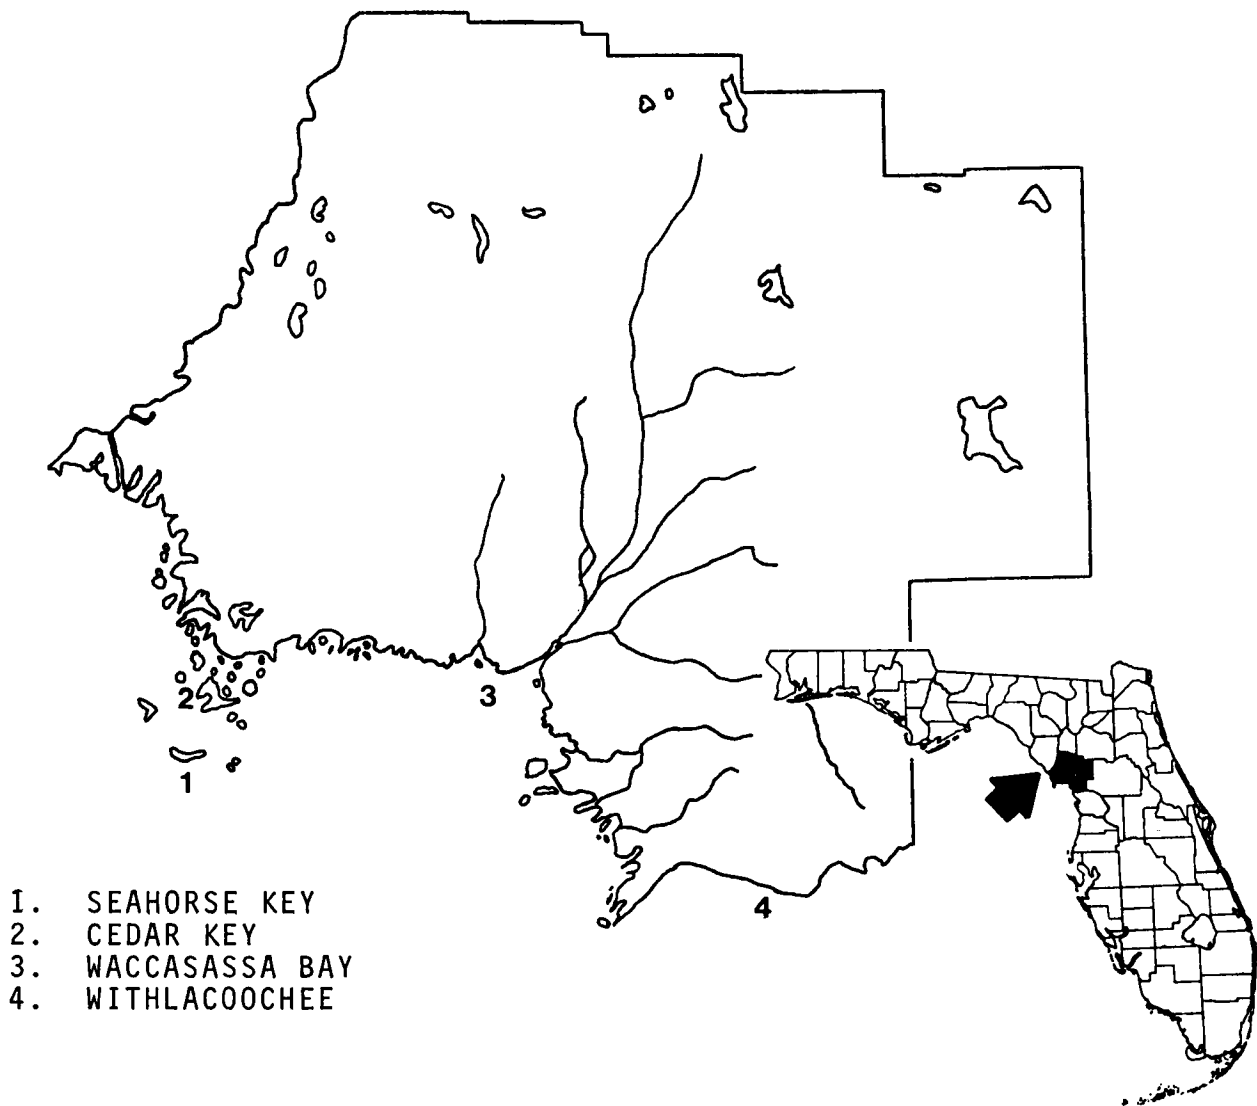 2
3
1
4
1. SEAHORSE KEY
2. CEDAR KEY
3. WACCASASSA BAY
4. WITHLACOOCHEE